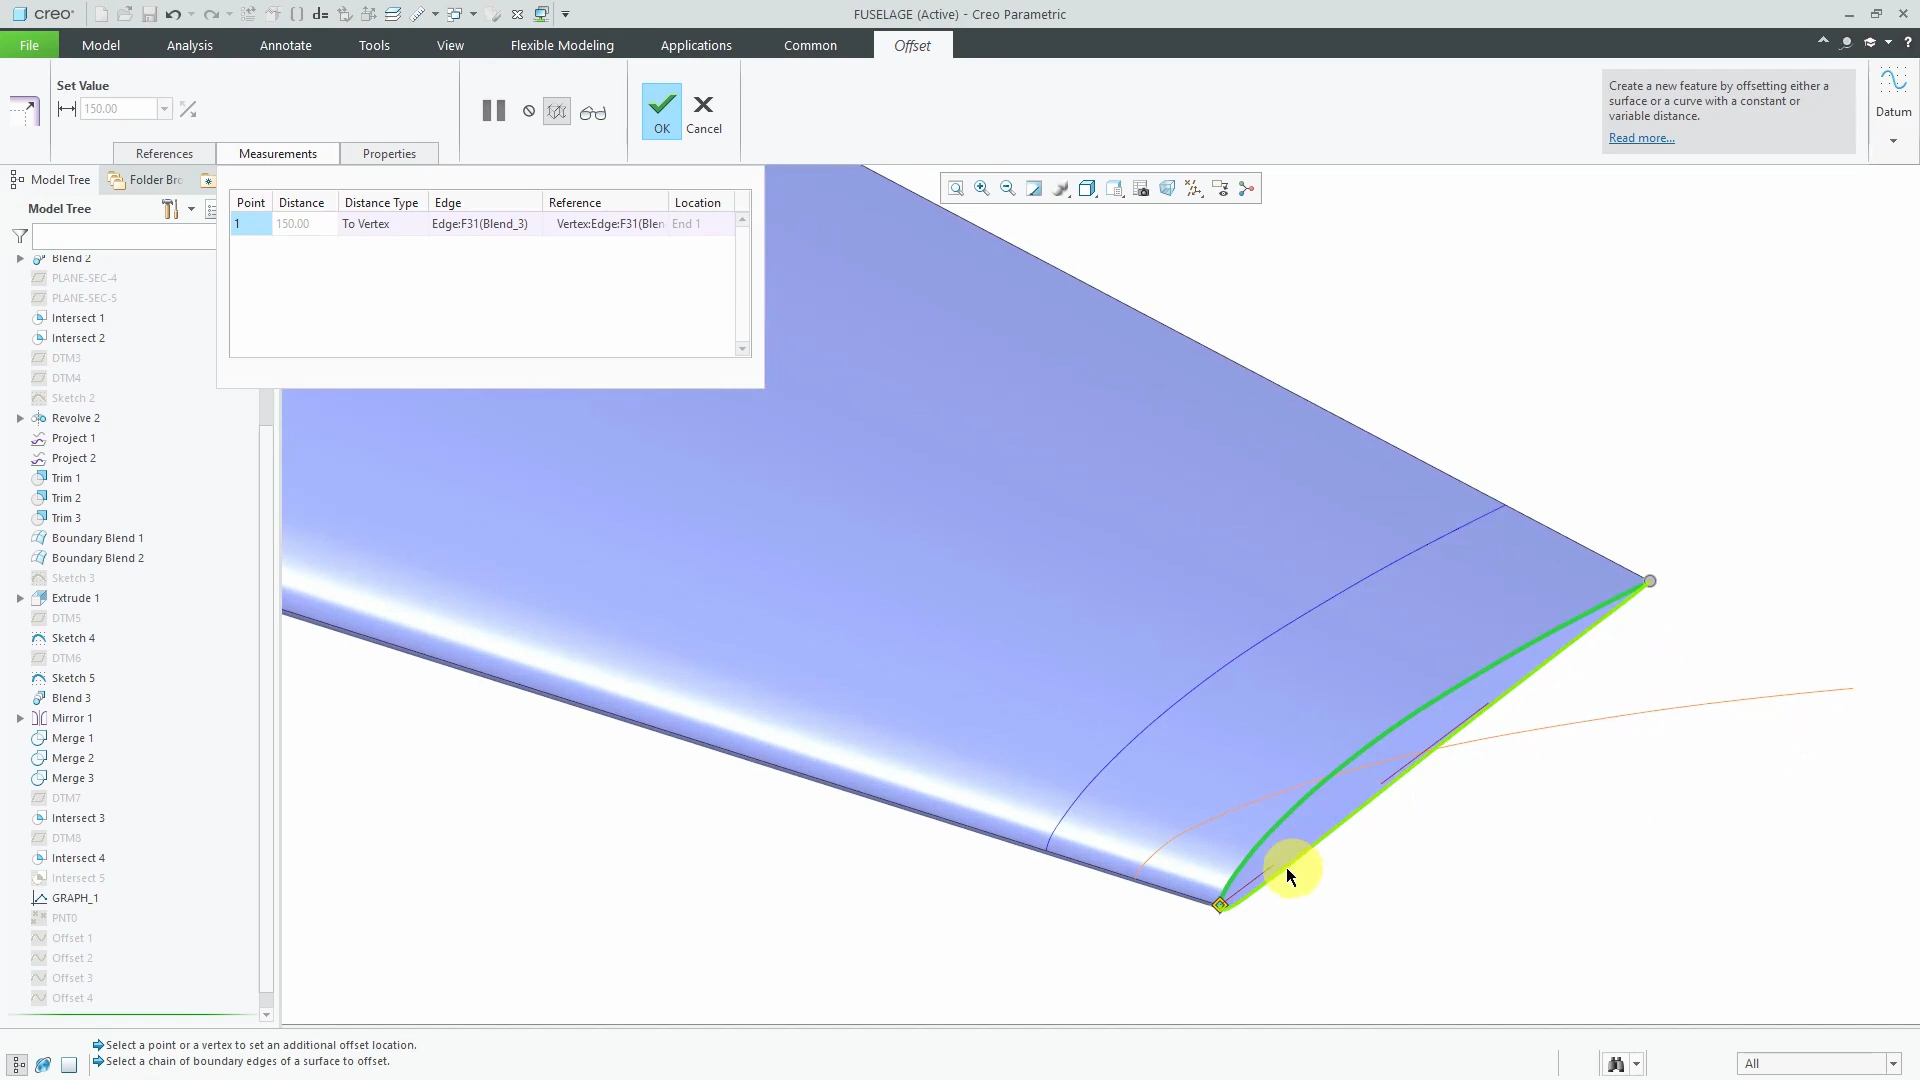 creo
FUSELAGE (Active) - Creo Parametric
File
Model
Analysis
Annotate
Tools
View
Flexible Modeling
Applications
Common
Offset
Set Value
150.00
OK
Cancel
References
Measurements
Properties
Create a new feature by offsetting either a
surface or a curve with a constant or
variable distance.
Read more...
Datum
Model Tree
Folder Bro
Model Tree
Point
Distance
Distance Type
Edge
Reference
Location
1
150.00
To Vertex
Edge:F31(Blend_3)
Vertex:Edge:F31(Blen
End 1
Blend 2
PLANE-SEC-4
PLANE-SEC-5
Intersect 1
Intersect 2
DTM3
DTM4
Sketch 2
Revolve 2
Project 1
Project 2
Trim 1
Trim 2
Trim 3
Boundary Blend 1
Boundary Blend 2
Sketch 3
Extrude 1
DTM5
Sketch 4
DTM6
Sketch 5
Blend 3
Mirror 1
Merge 1
Merge 2
Merge 3
DTM7
Intersect 3
DTM8
Intersect 4
Intersect 5
GRAPH_1
PNT0
Offset 1
Offset 2
Offset 3
Offset 4
Select a point or a vertex to set an additional offset location.
Select a chain of boundary edges of a surface to offset.
All